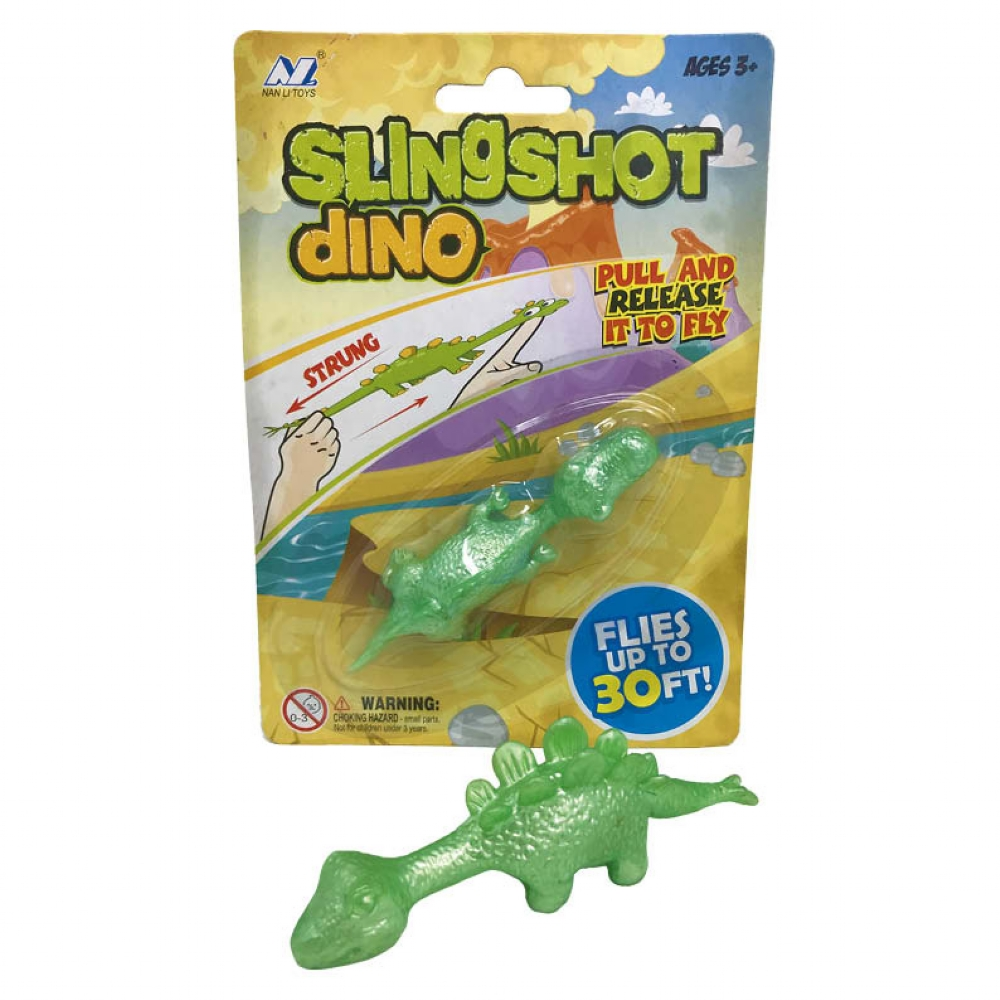 NL®
NAN LI TOYS
AGES 3+
SLINgSHOT
dINO
PULL AND
RELEASE
IT TO FLY
STRUNG
FLIES
UP TO
30FT!
0-3
WARNING:
CHOKING HAZARD - small parts.
Not for children under 3 years.